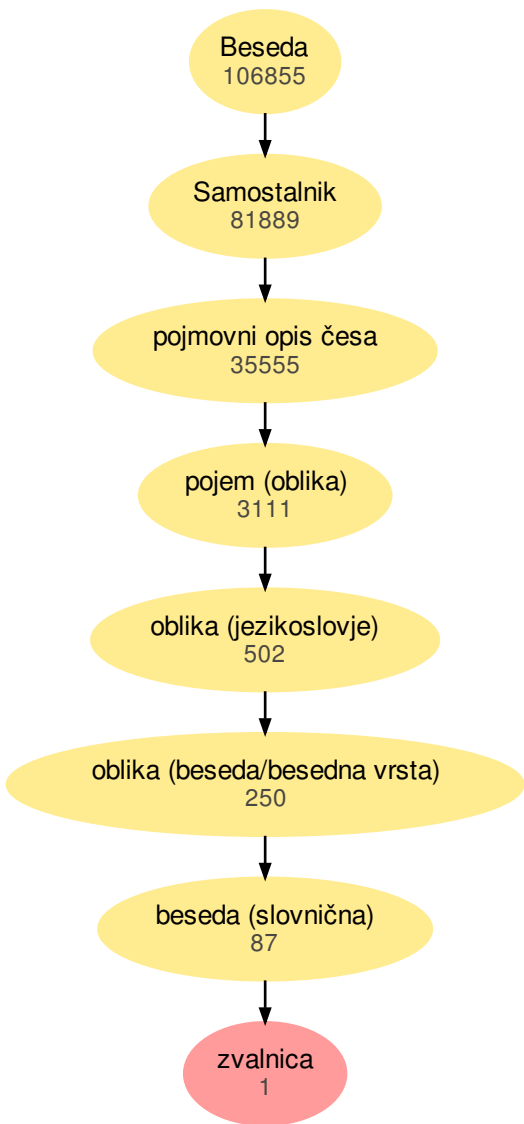 Beseda
106855
Samostalnik
81889
pojmovni opis česa
35555
pojem (oblika)
3111
oblika (jezikoslovje)
502
oblika (beseda/besedna vrsta)
250
beseda (slovnična)
87
zvalnica
1